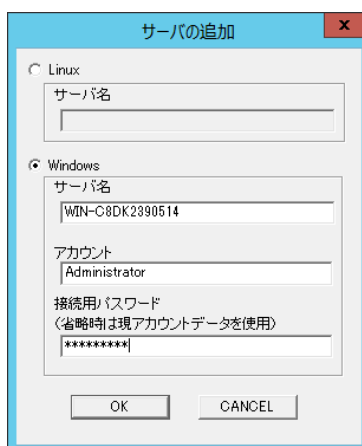 サーバの追加
x
Linux
サーバ名
Windows
サーバ名
WIN-C8DK2390514
アカウント
Administrator
接続用パスワード
(省略時は現アカウントデータを使用)
*********
OK CANCEL